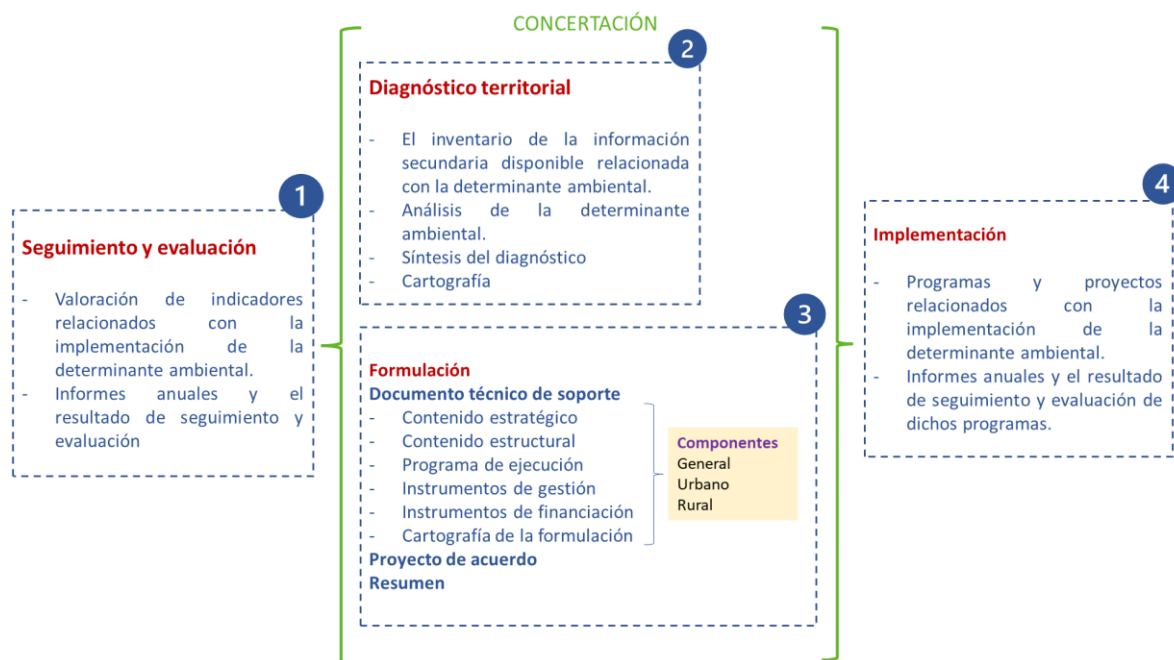 CONCERTACIÓN
1
Seguimiento y evaluación
- Valoración de indicadores
relacionados con la
implementación de la
determinante ambiental.
- Informes anuales y el
resultado de seguimiento y
evaluación
2
Diagnóstico territorial
- El inventario de la información
secundaria disponible relacionada
con la determinante ambiental.
- Análisis de la determinante
ambiental.
- Síntesis del diagnóstico
- Cartografía
3
Formulación
Documento técnico de soporte
- Contenido estratégico
- Contenido estructural
- Programa de ejecución
- Instrumentos de gestión
- Instrumentos de financiación
- Cartografía de la formulación
Proyecto de acuerdo
Resumen
Componentes
General
Urbano
Rural
4
Implementación
- Programas y proyectos
relacionados con la
implementación de la
determinante ambiental.
- Informes anuales y el resultado
de seguimiento y evaluación de
dichos programas.